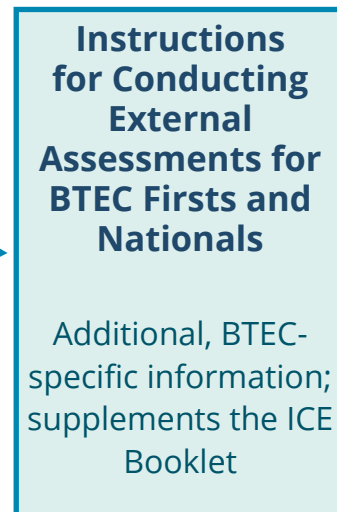 Instructions
for Conducting
External
Assessments for
BTEC Firsts and
Nationals
Additional, BTEC-
specific information;
supplements the ICE
Booklet